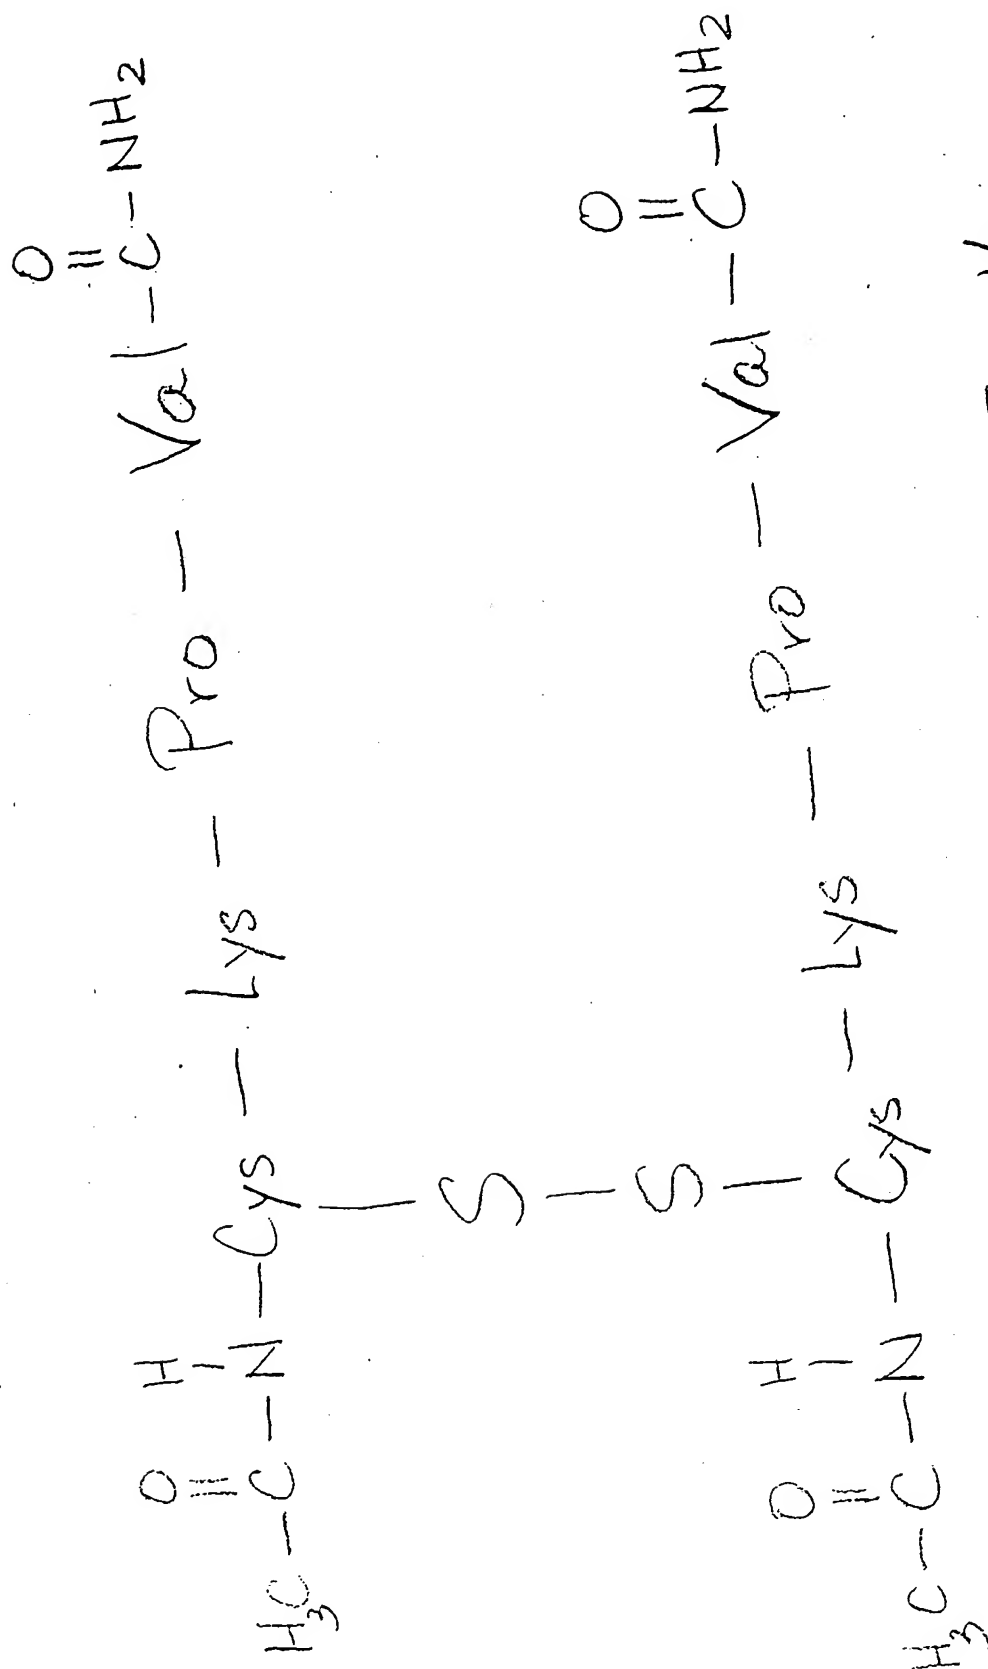 O H O
H₃C – C – N – Cys – Lys – Pro – Val – C – NH₂
S
S
O H O
H₃C – C – N – Cys – Lys – Pro – Val – C – NH₂